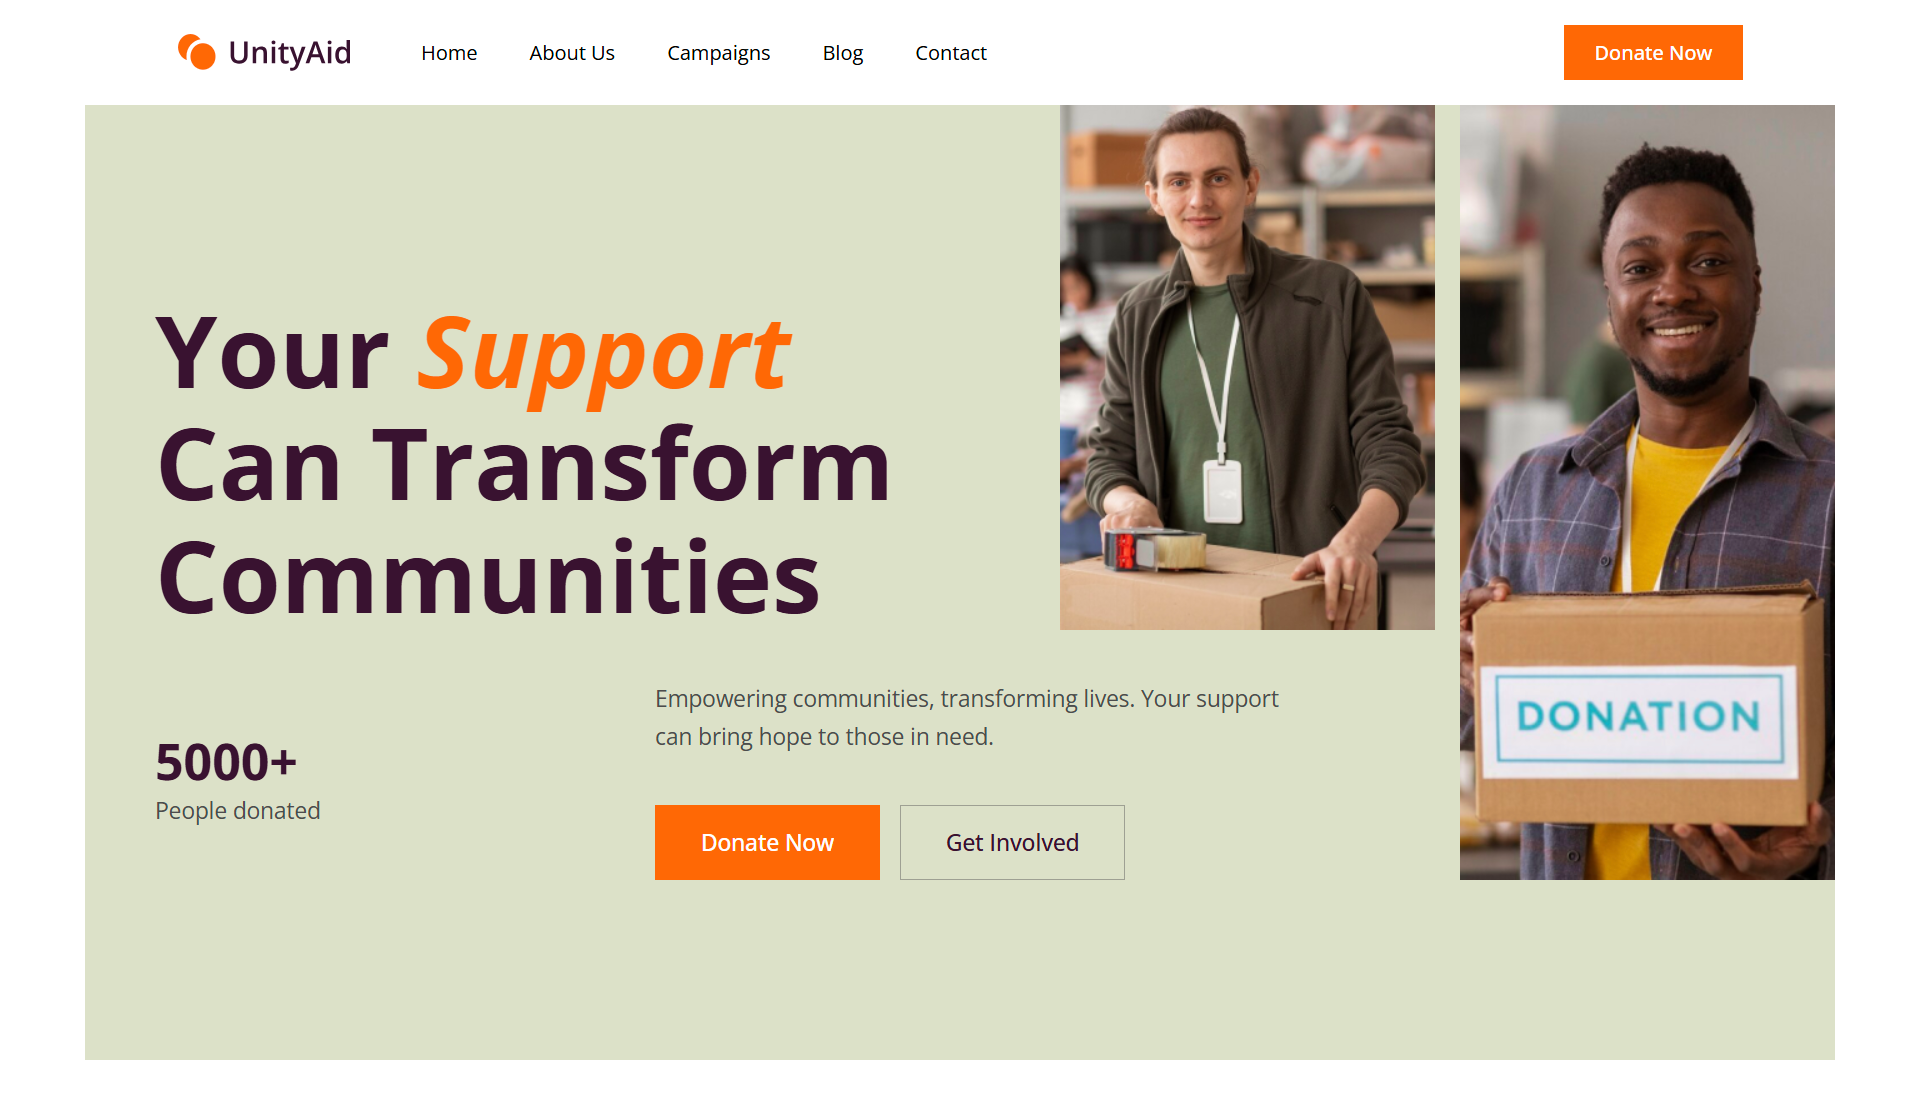 UnityAid
Home
About Us
Campaigns
Blog
Contact
Donate Now
Your Support
Can Transform
Communities
Empowering communities, transforming lives. Your support
can bring hope to those in need.
5000+
People donated
Donate Now
Get Involved
DONATION